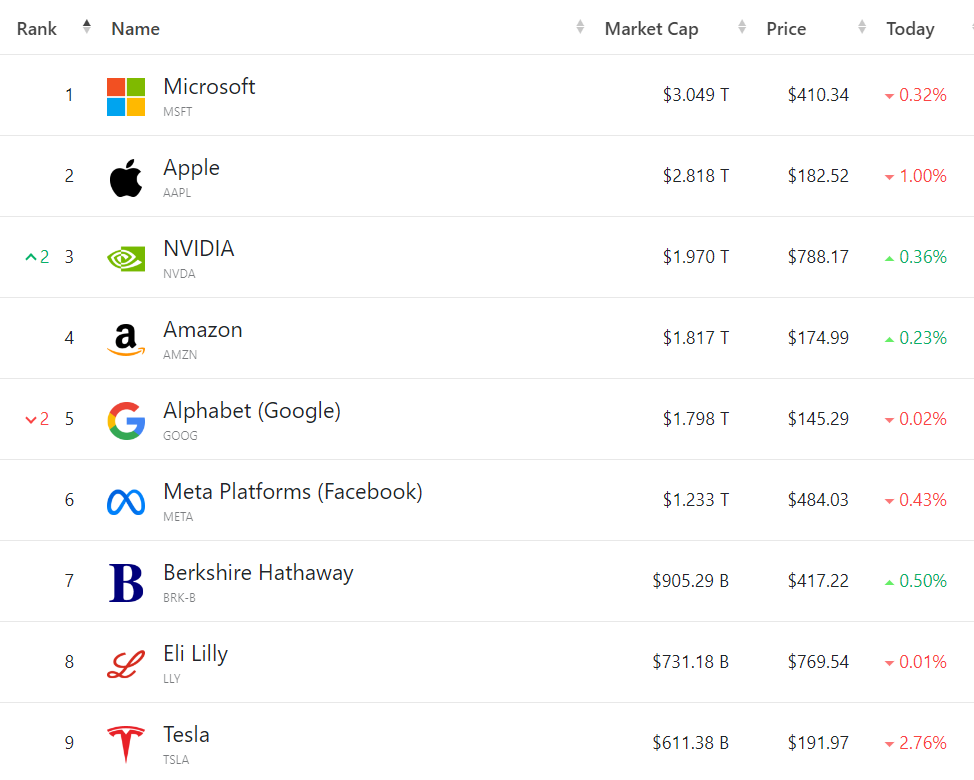 Rank Name Market Cap Price Today
1 Microsoft $3.049 T $410.34 0.32%
MSFT
2 Apple $2.818 T $182.52 1.00%
AAPL
2 3 NVIDIA $1.970 T $788.17 0.36%
NVDA
4 Amazon $1.817 T $174.99 0.23%
AMZN
2 5 Alphabet (Google) $1.798 T $145.29 0.02%
GOOG
6 Meta Platforms (Facebook) $1.233 T $484.03 0.43%
META
7 B Berkshire Hathaway $905.29 B $417.22 0.50%
BRK-B
8 Eli Lilly $731.18 B $769.54 0.01%
LLY
9 Tesla $611.38 B $191.97 2.76%
TSLA